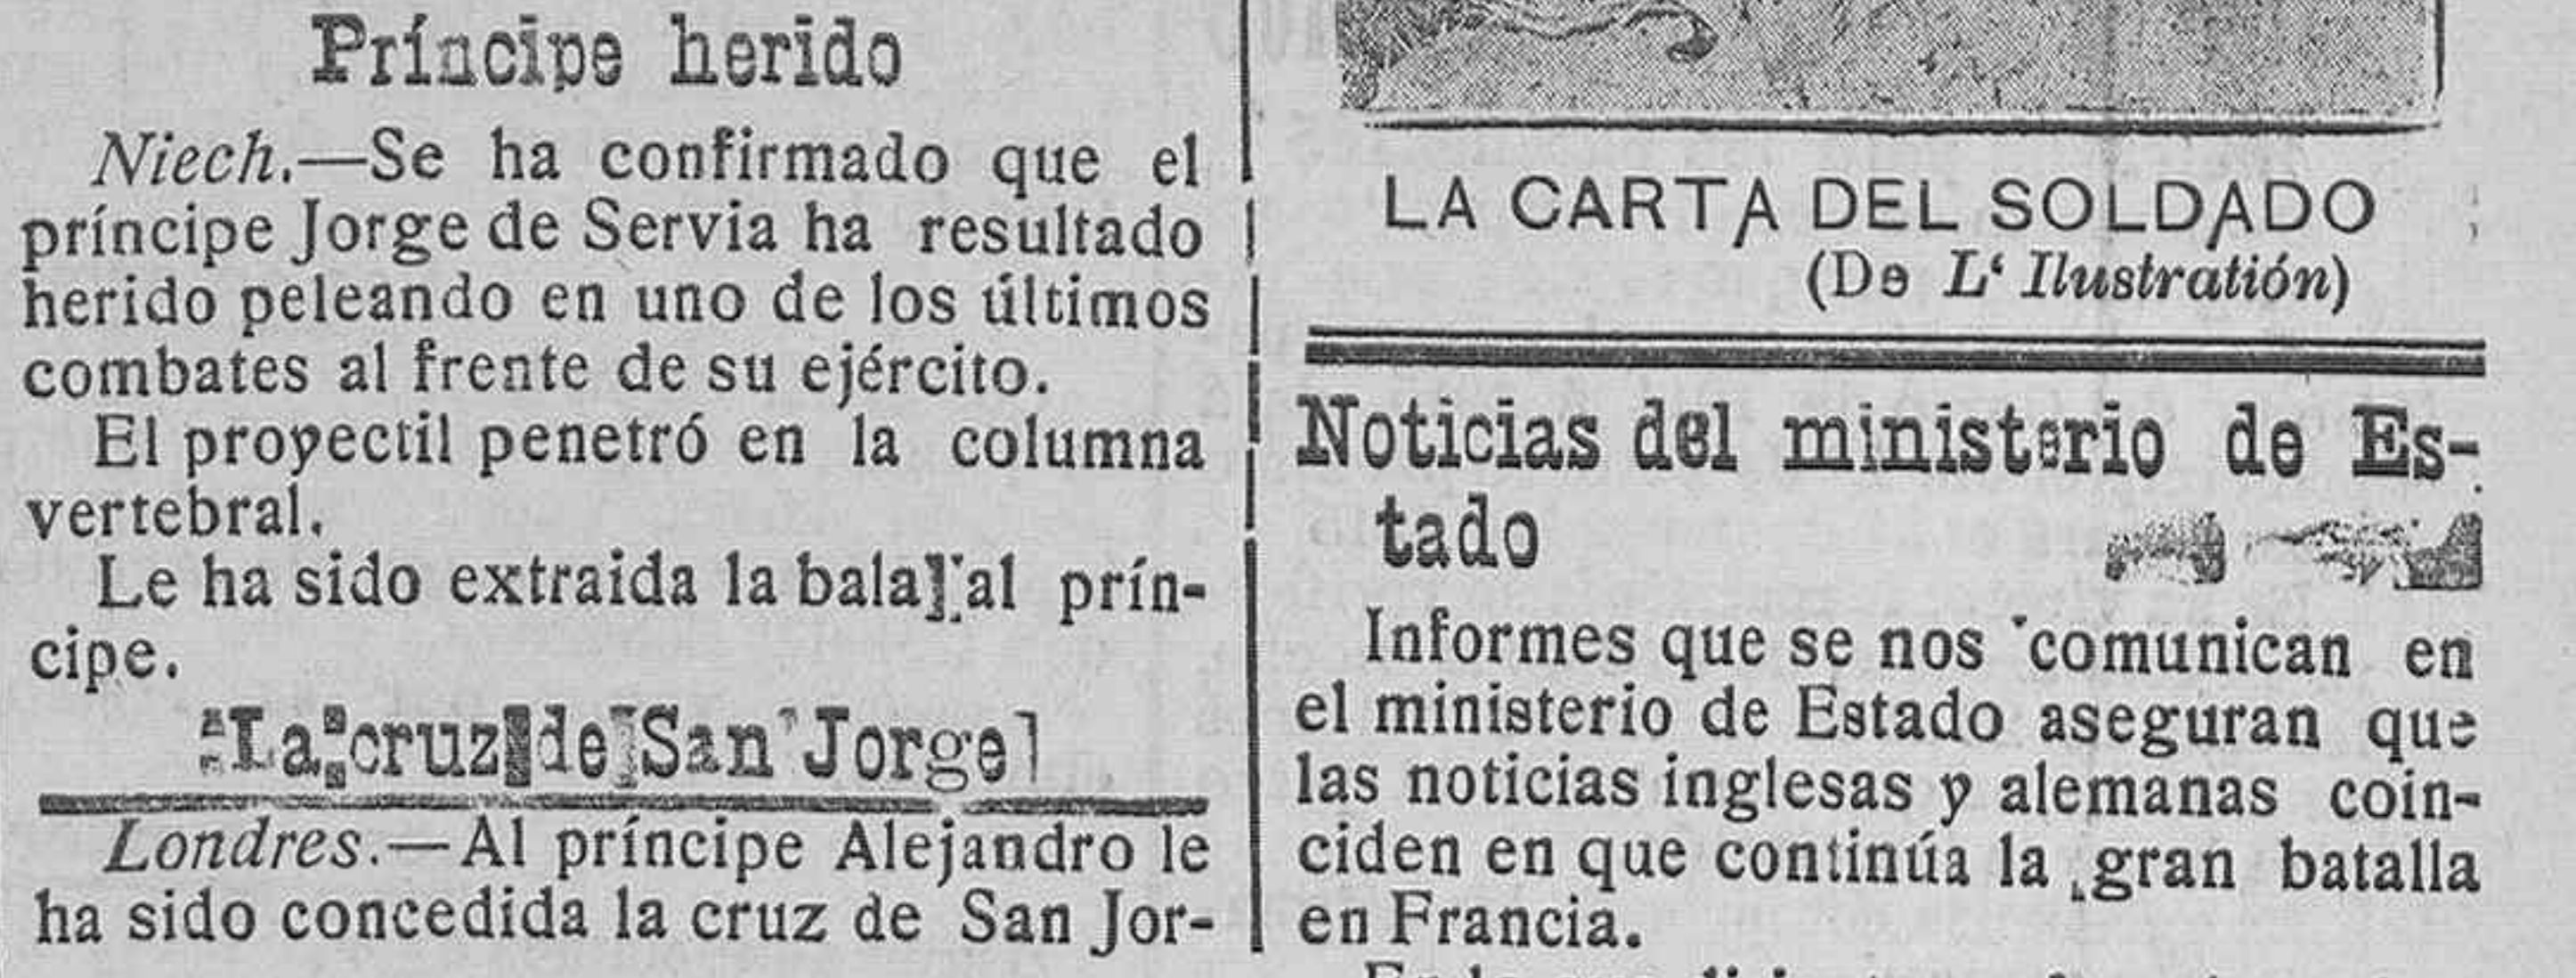 Príncipe herido
Niech.—Se ha confirmado que el
príncipe Jorge de Servia ha resultado
herido peleando en uno de los últimos
combates al frente de su ejército.
El proyectil penetró en la columna
vertebral.
Le ha sido extraida la bala al prín-
cipe.
La cruz de San Jorge
Londres.—Al príncipe Alejandro le
ha sido concedida la cruz de San Jor-
LA CARTA DEL SOLDADO
(De L‘ Ilustratión)
Noticias del ministerio de Es-
tado
Informes que se nos comunican en
el ministerio de Estado aseguran que
las noticias inglesas y alemanas coin-
ciden en que continúa la gran batalla
en Francia.